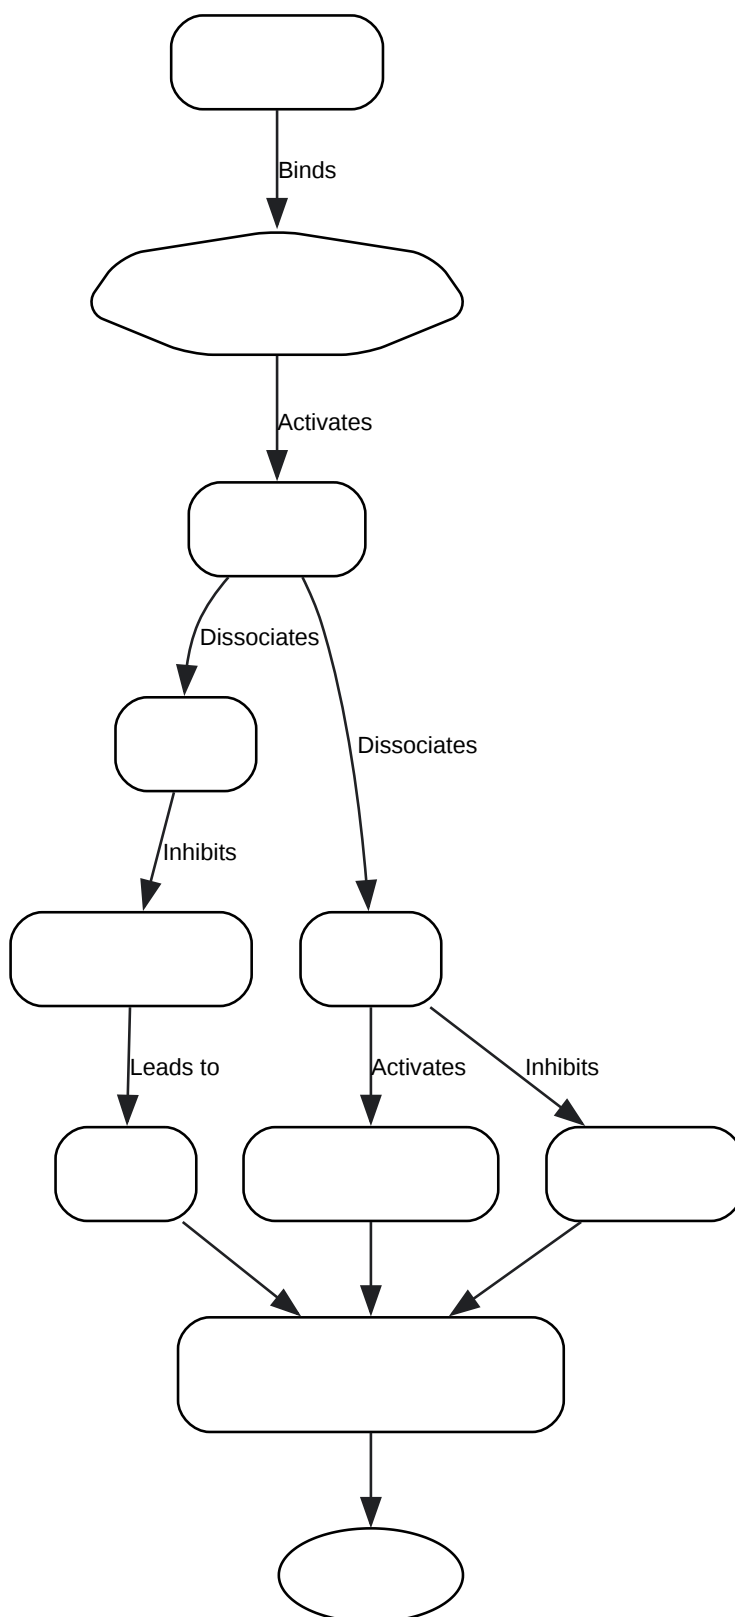 Binds
Activates
Dissociates
Dissociates
Inhibits
Leads to
Activates
Inhibits